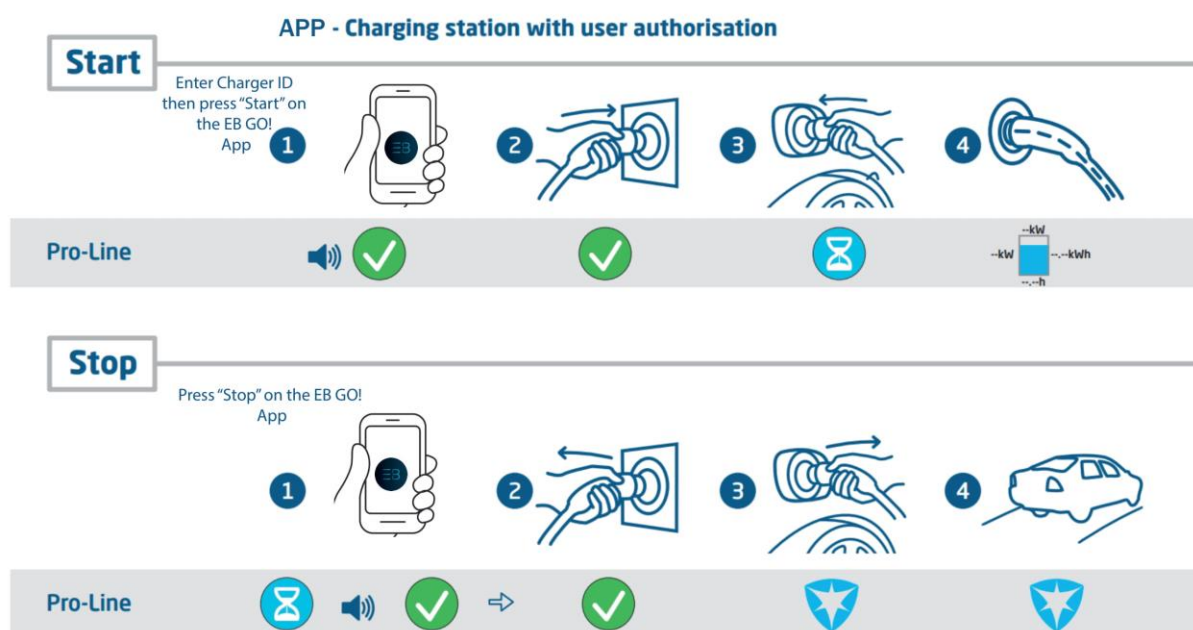 APP - Charging station with user authorisation
Start
Enter Charger ID
then press "Start" on
the EB GO!
App
1
EB
2
3
4
Pro-Line
--kW
--kW
--.--kWh
--.--h
Stop
Press "Stop" on the EB GO!
App
1
EB
2
3
4
Pro-Line